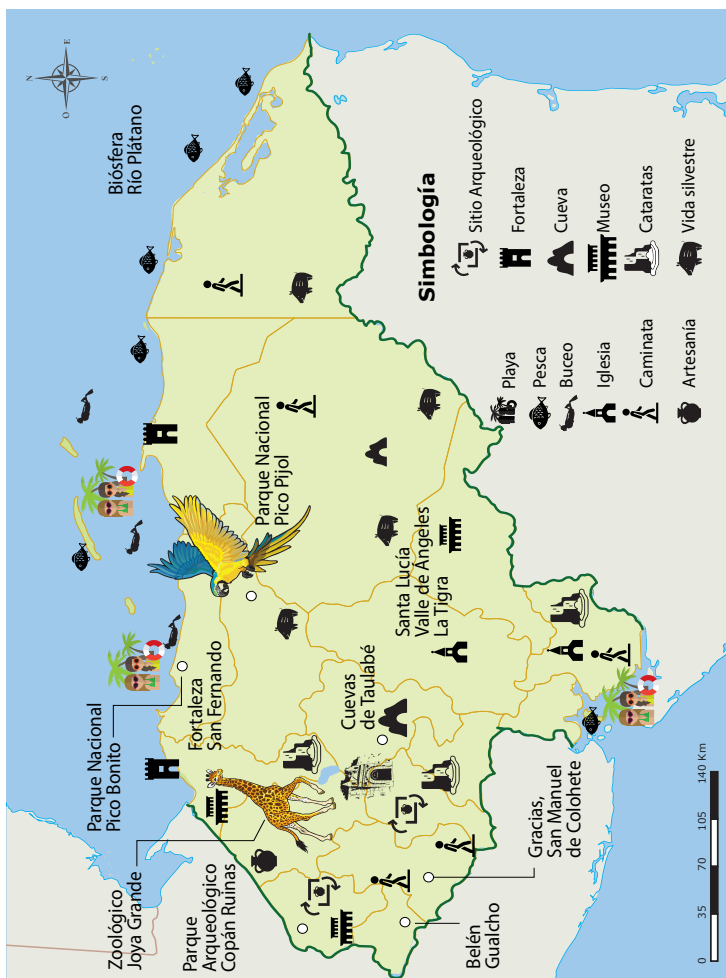 N
E
S
O
Biósfera
Río Plátano
Parque Nacional
Pico Bonito
Zoológico
Joya Grande
Parque
Arqueológico
Copán Ruinas
Fortaleza
San Fernando
Parque Nacional
Pico Pijol
Cuevas
de Taulabé
Santa Lucía
Valle de Ángeles
La Tigra
Belén
Gualcho
Gracias,
San Manuel
de Colohete
Simbología
Playa
Pesca
Buceo
Iglesia
Caminata
Artesanía
Sitio Arqueológico
Fortaleza
Cueva
Museo
Cataratas
Vida silvestre
0 35 70 105 140 Km